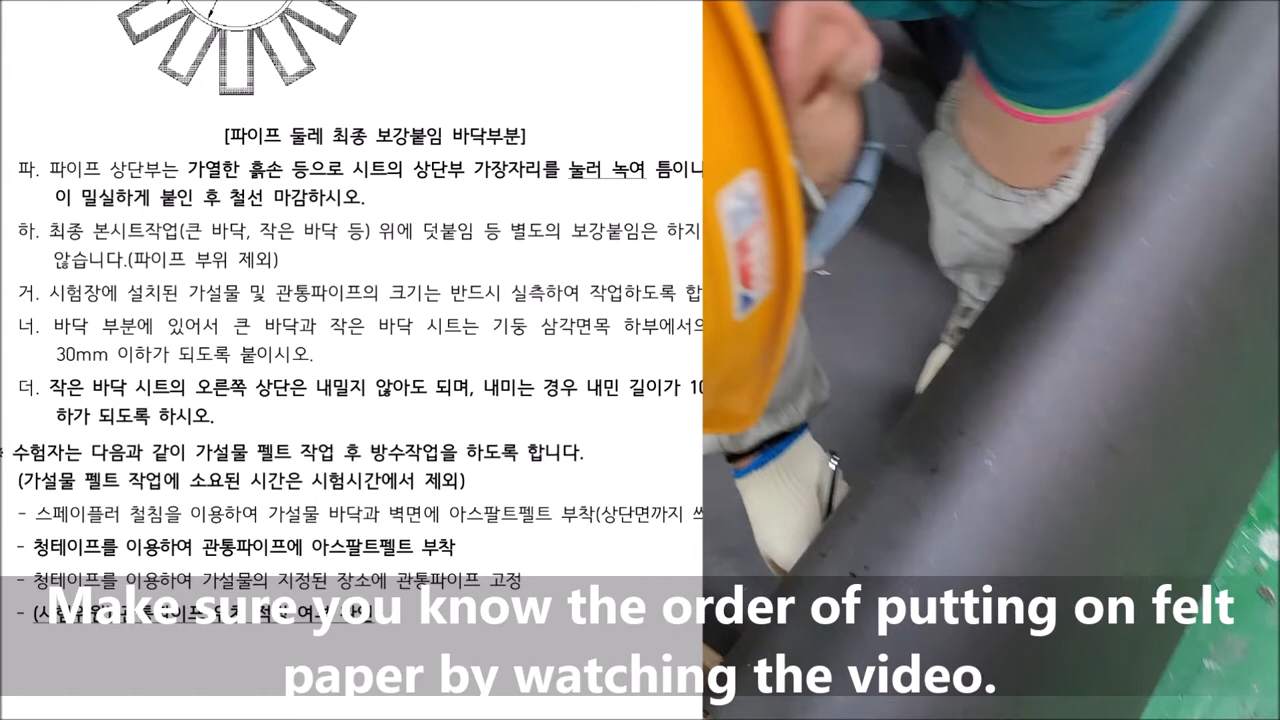 [파이프 둘레 최종 보강붙임 바닥부분]
파. 파이프 상단부는 가열한 흙손 등으로 시트의 상단부 가장자리를 눌러 녹여 틈이
이 밀실하게 붙인 후 철선 마감하시오.
하. 최종 본시트작업(큰 바닥, 작은 바닥 등) 위에 덧붙임 등 별도의 보강붙임은 하지
않습니다.(파이프 부위 제외)
거. 시험장에 설치된 가설물 및 관통파이프의 크기는 반드시 실측하여 작업하도록 합
너. 바닥 부분에 있어서 큰 바닥과 작은 바닥 시트는 기둥 삼각면목 하부에서
30mm 이하가 되도록 붙이시오.
더. 작은 바닥 시트의 오른쪽 상단은 내밀지 않아도 되며, 내미는 경우 내민 길이가
하가 되도록 하시오.
수험자는 다음과 같이 가설물 펠트 작업 후 방수작업을 하도록 합니다.
(가설물 펠트 작업에 소요된 시간은 시험시간에서 제외)
- 스페이플러 철침을 이용하여 가설물 바닥과 벽면에 아스팔트펠트 부착(상단면까지
- 청테이프를 이용하여 관통파이프에 아스팔트펠트 부착
- 청테이프를 이용하여 가설물의 지정된 장소에 관통파이프 고정
Make sure you know the order of putting on felt
paper by watching the video.